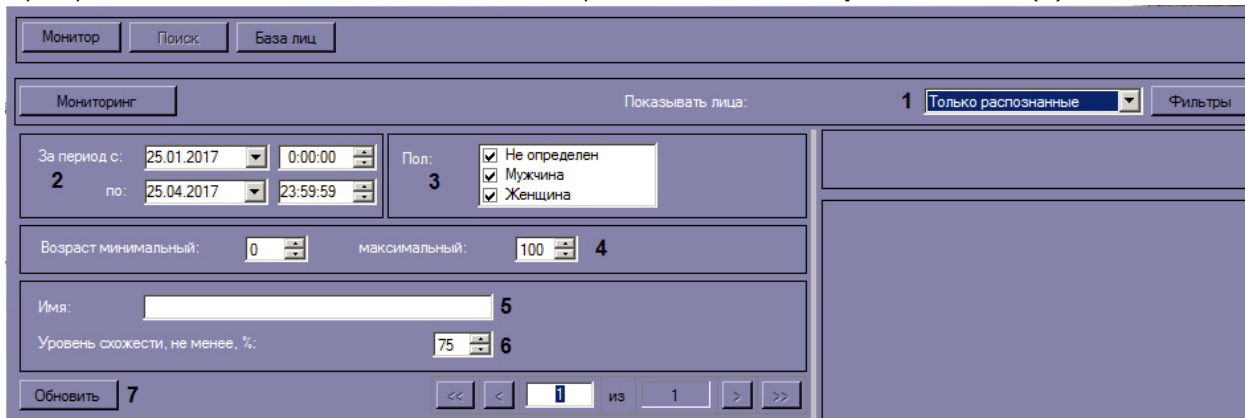 Монитор Поиск База лиц
Мониторинг Показывать лица: 1 Только распознанные Фильтры
За период с: 25.01.2017 0:00:00 Пол: Не определен
2 3 Мужчина
по: 25.04.2017 23:59:59 Женщина
Возраст минимальный: 0 максимальный: 100 4
Имя: 5
Уровень схожести, не менее, %: 75 6
Обновить 7 << < 1 из 1 > >>